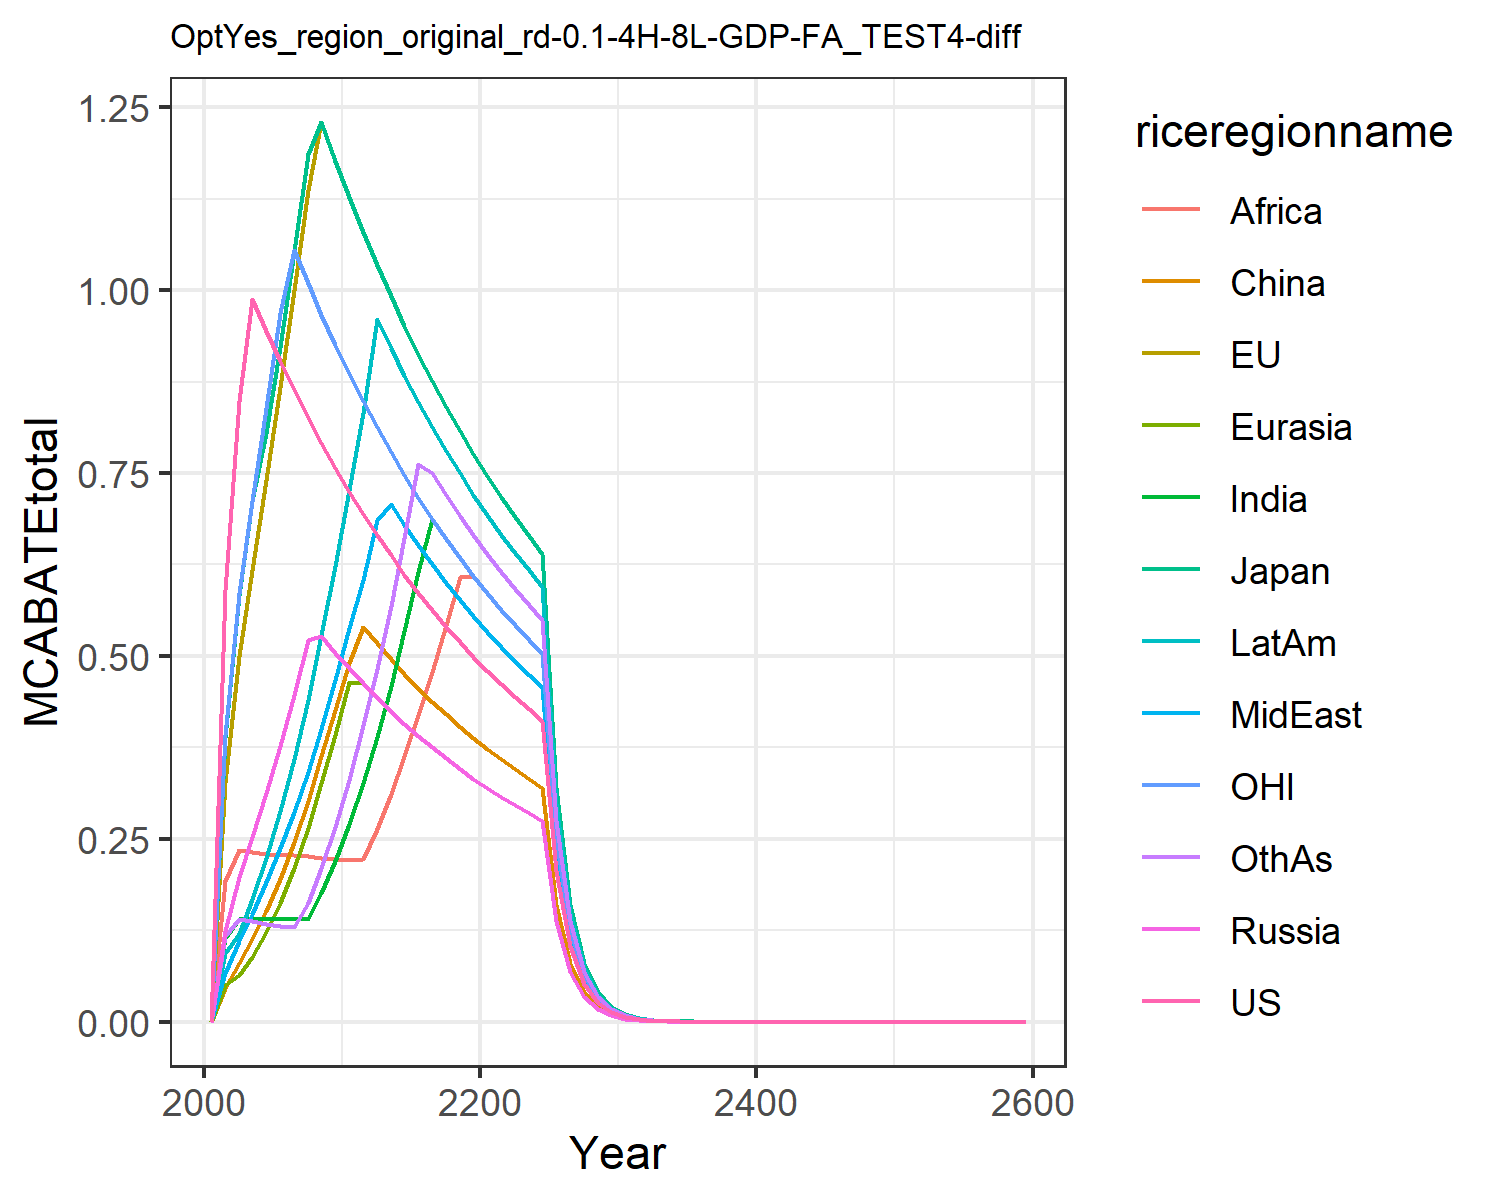 OptYes_region_original_rd-0.1-4H-8L-GDP-FA_TEST4-diff
1.25
1.00
0.75
0.50
0.25
0.00
MCABATEtotal
2000
2200
2400
2600
Year
riceregionname
Africa
China
EU
Eurasia
India
Japan
LatAm
MidEast
OHI
OthAs
Russia
US